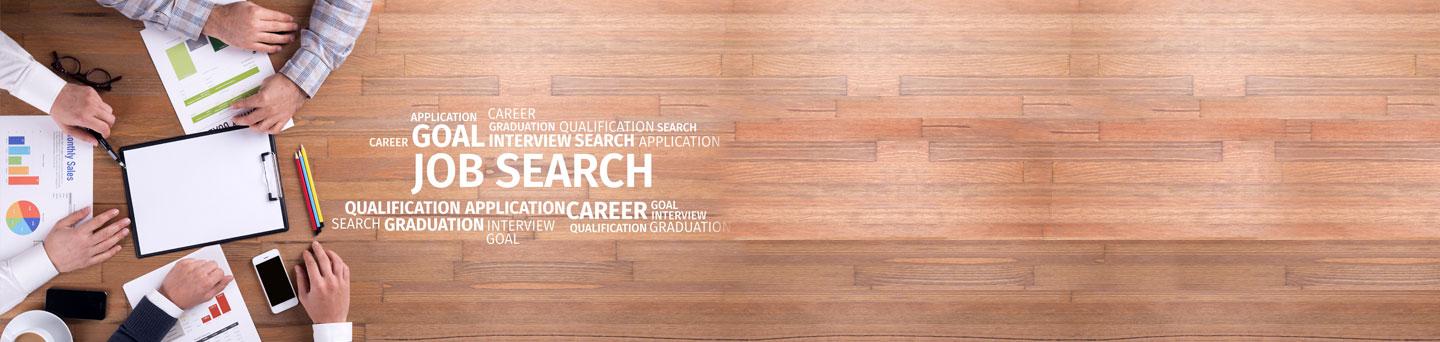 APPLICATION CAREER
GRADUATION QUALIFICATION SEARCH
CAREER GOAL INTERVIEW SEARCH APPLICATION
JOB SEARCH
QUALIFICATION APPLICATION CAREER GOAL
INTERVIEW
SEARCH GRADUATION INTERVIEW QUALIFICATION GRADUATION
GOAL
Monthly Sales